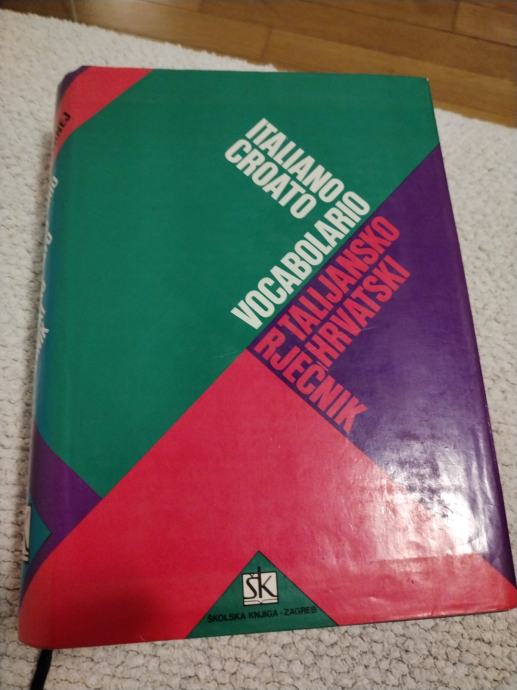 ITALIANO
CROATO
VOCABOLARIO
TALIJANSKO
HRVATSKI
RJEČNIK
ŠK
ŠKOLSKA KNJIGA - ZAGREB